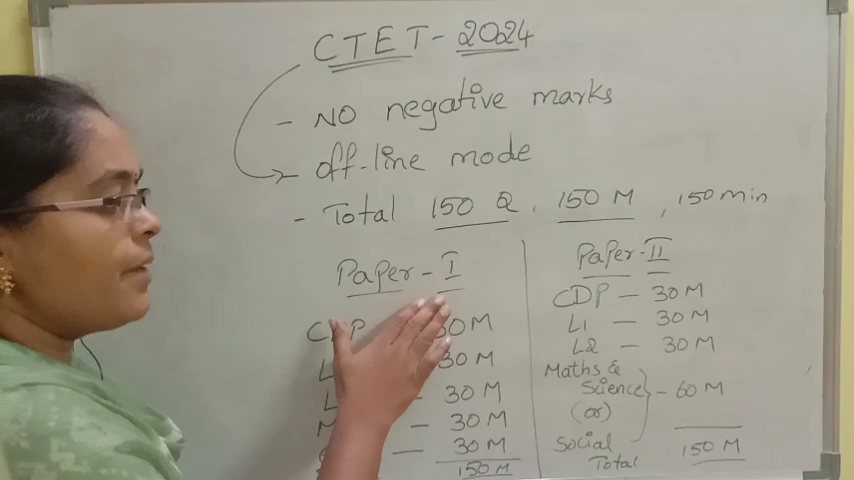 CTET- 2024
- NO negative marks
off-line mode
- Total 150 Q, 150 M, 150 min
Paper - I
30 M
30 M
- 30 M
- 30 M
- 30 M
150 M
Paper - II
CDP - 30 M
L1 - 30 M
L2 - 30 M
Maths &
Science - 60 M
(or)
Social
Total 150 M